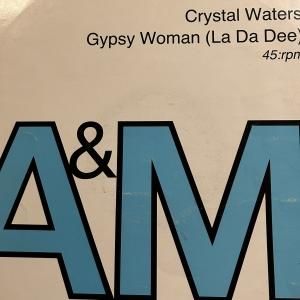 Crystal Waters
Gypsy Woman (La Da Dee)
45:rpm
A&M